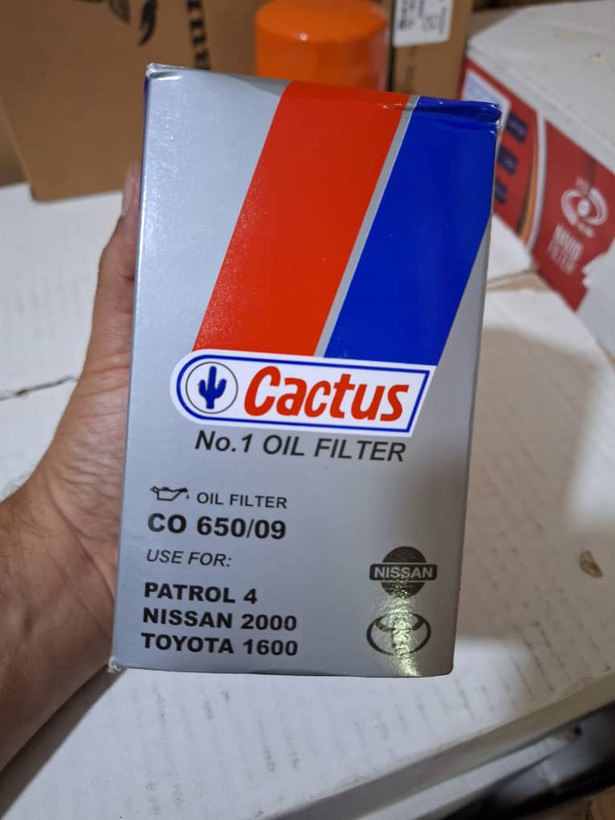 Cactus
No.1 OIL FILTER
OIL FILTER
CO 650/09
USE FOR:
PATROL 4
NISSAN 2000
TOYOTA 1600
NISSAN